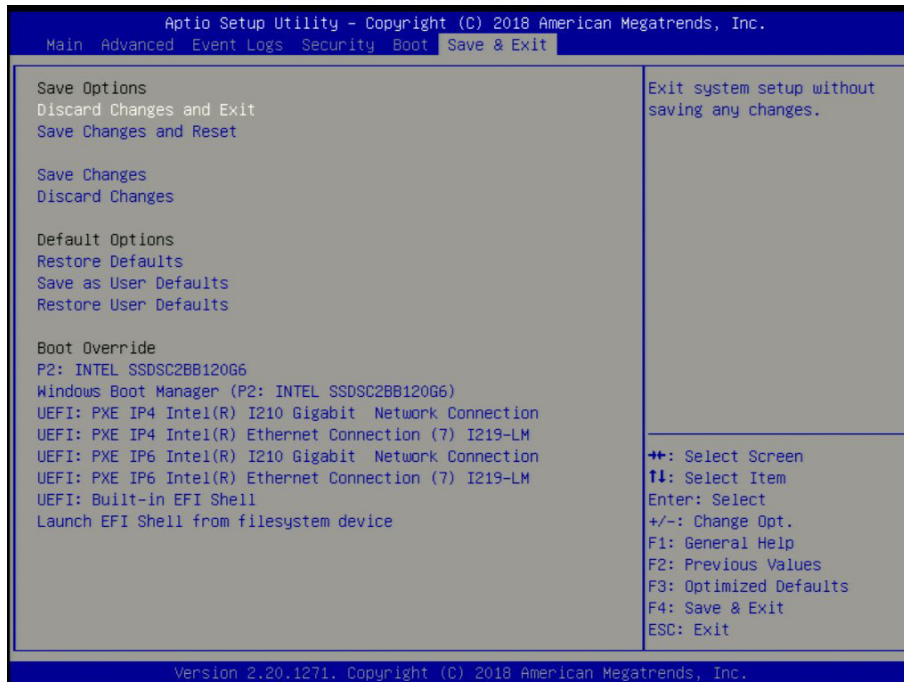 Aptio Setup Utility – Copyright (C) 2018 American Megatrends, Inc.
Main Advanced Event Logs Security Boot Save & Exit
Save Options
Discard Changes and Exit
Save Changes and Reset
Save Changes
Discard Changes
Default Options
Restore Defaults
Save as User Defaults
Restore User Defaults
Boot Override
P2: INTEL SSDSC2BB120G6
Windows Boot Manager (P2: INTEL SSDSC2BB120G6)
UEFI: PXE IP4 Intel(R) I210 Gigabit Network Connection
UEFI: PXE IP4 Intel(R) Ethernet Connection (7) I219-LM
UEFI: PXE IP6 Intel(R) I210 Gigabit Network Connection
UEFI: PXE IP6 Intel(R) Ethernet Connection (7) I219-LM
UEFI: Built-in EFI Shell
Launch EFI Shell from filesystem device
Exit system setup without
saving any changes.
→←: Select Screen
↑↓: Select Item
Enter: Select
+/-: Change Opt.
F1: General Help
F2: Previous Values
F3: Optimized Defaults
F4: Save & Exit
ESC: Exit
Version 2.20.1271. Copyright (C) 2018 American Megatrends, Inc.